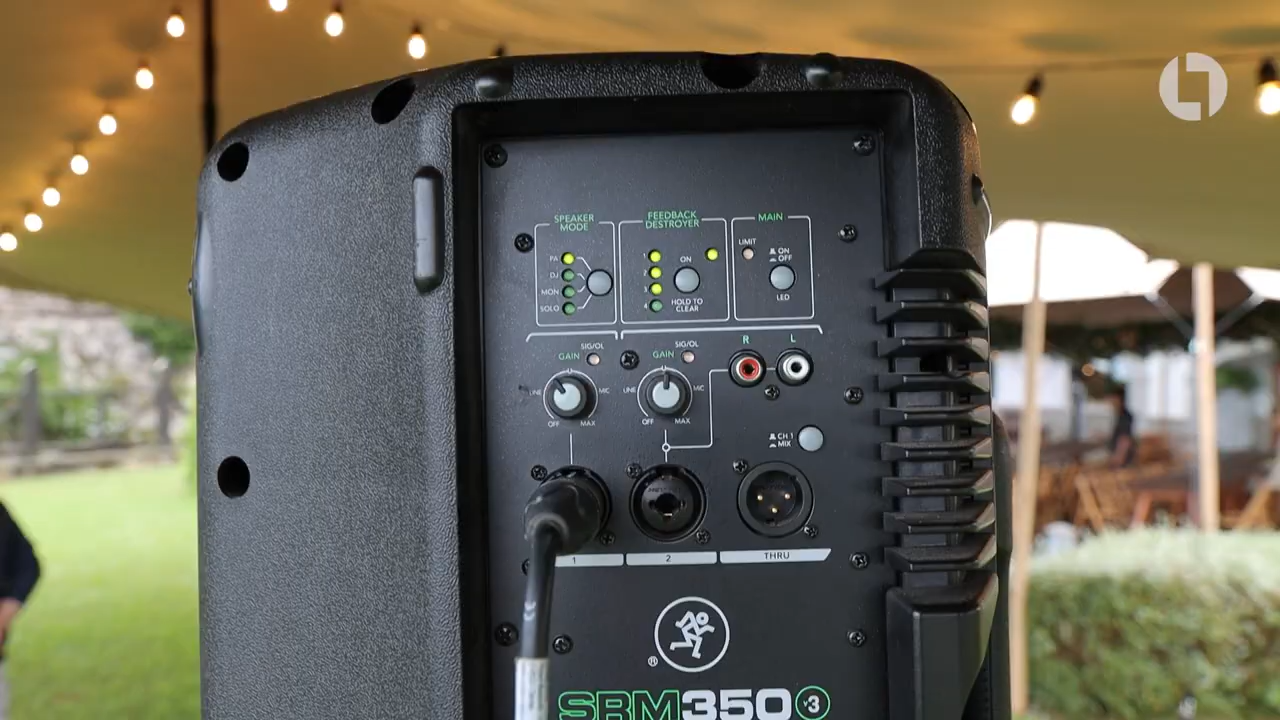 SPEAKER MODE
FEEDBACK DESTROYER
MAIN
PA
DJ
MON
SOLO
1
2
3
4
ON
HOLD TO CLEAR
LIMIT
ON
OFF
LED
SIG/OL
GAIN
LINE
MIC
OFF
MAX
SIG/OL
GAIN
LINE
MIC
OFF
MAX
R
L
CH 1
MIX
1
2
THRU
®
SRM350 v3